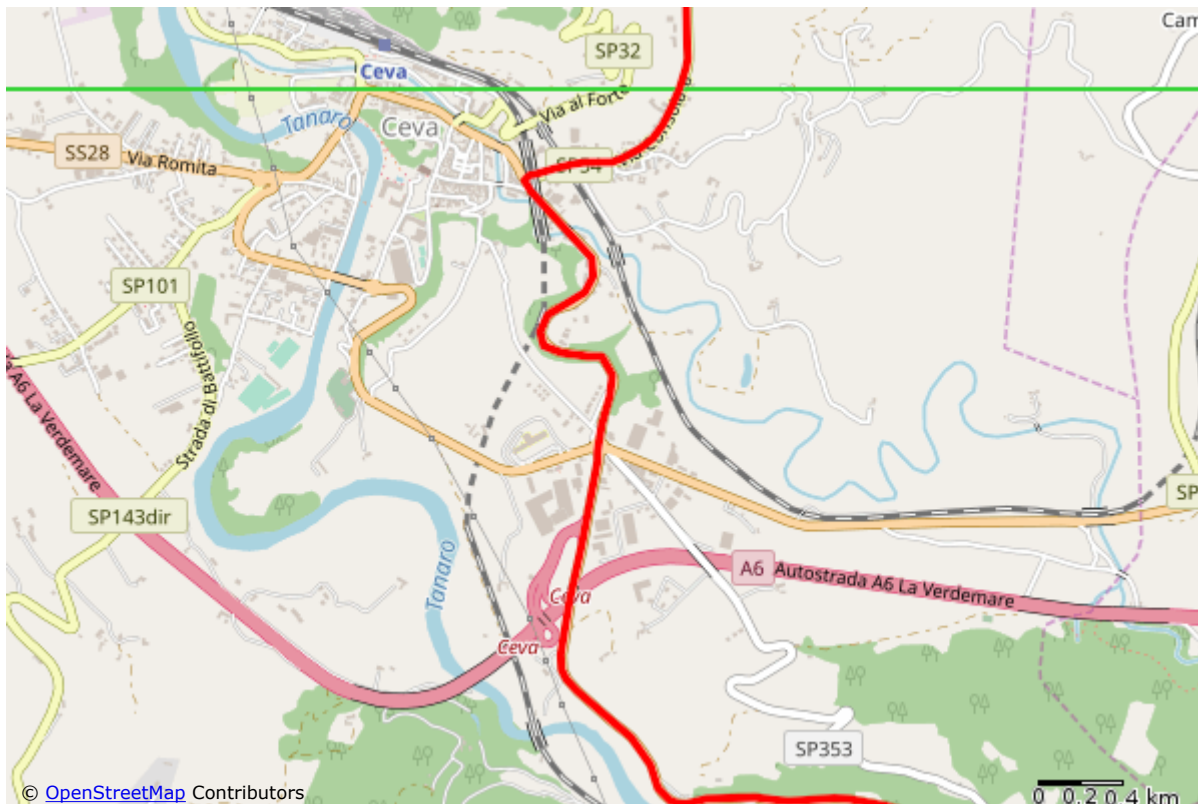 SP32
Cam
Ceva
Via al Forte
Tanaro
Ceva
SS28
Via Romita
SP34
SP101
Strada di Battifollo
A6 La Verdemare
SP
SP143dir
Tanaro
A6
Autostrada A6 La Verdemare
Ceva
Ceva
SP353
© OpenStreetMap Contributors
0 0.2 0.4 km